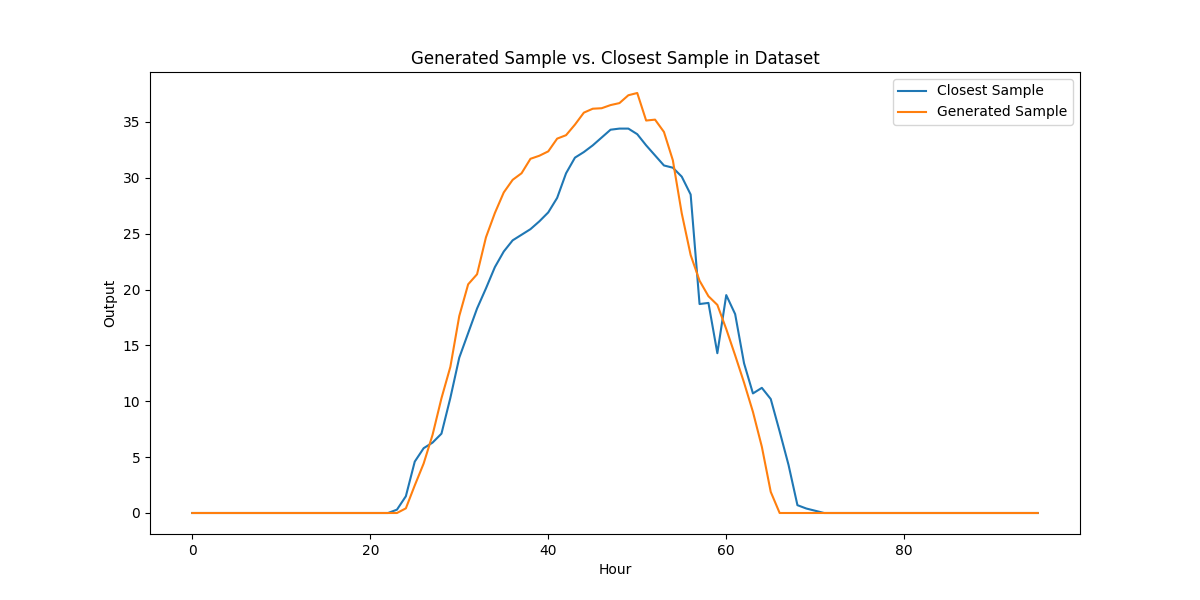 Generated Sample vs. Closest Sample in Dataset
Closest Sample
Generated Sample
35
30
25
20
15
10
5
0
Output
0 20 40 60 80
Hour